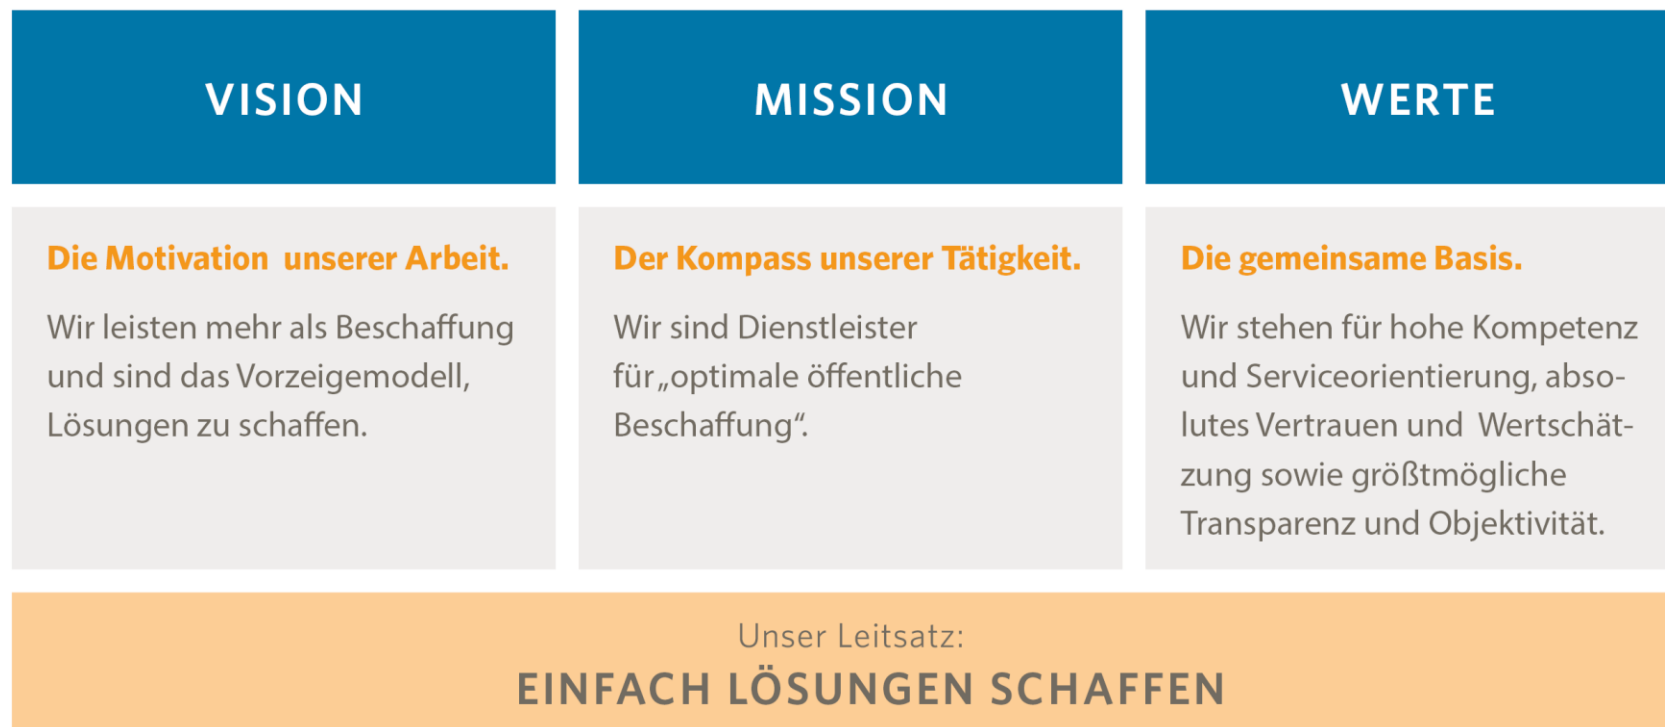 VISION
MISSION
WERTE
Die Motivation  unserer Arbeit.
Wir leisten mehr als Beschaffung
und sind das Vorzeigemodell,
Lösungen zu schaffen.
Der Kompass unserer Tätigkeit.
Wir sind Dienstleister
für „optimale öffentliche
Beschaffung“.
Die gemeinsame Basis.
Wir stehen für hohe Kompetenz
und Serviceorientierung, abso-
lutes Vertrauen und  Wertschät-
zung sowie größtmögliche
Transparenz und Objektivität.
Unser Leitsatz:
EINFACH LÖSUNGEN SCHAFFEN